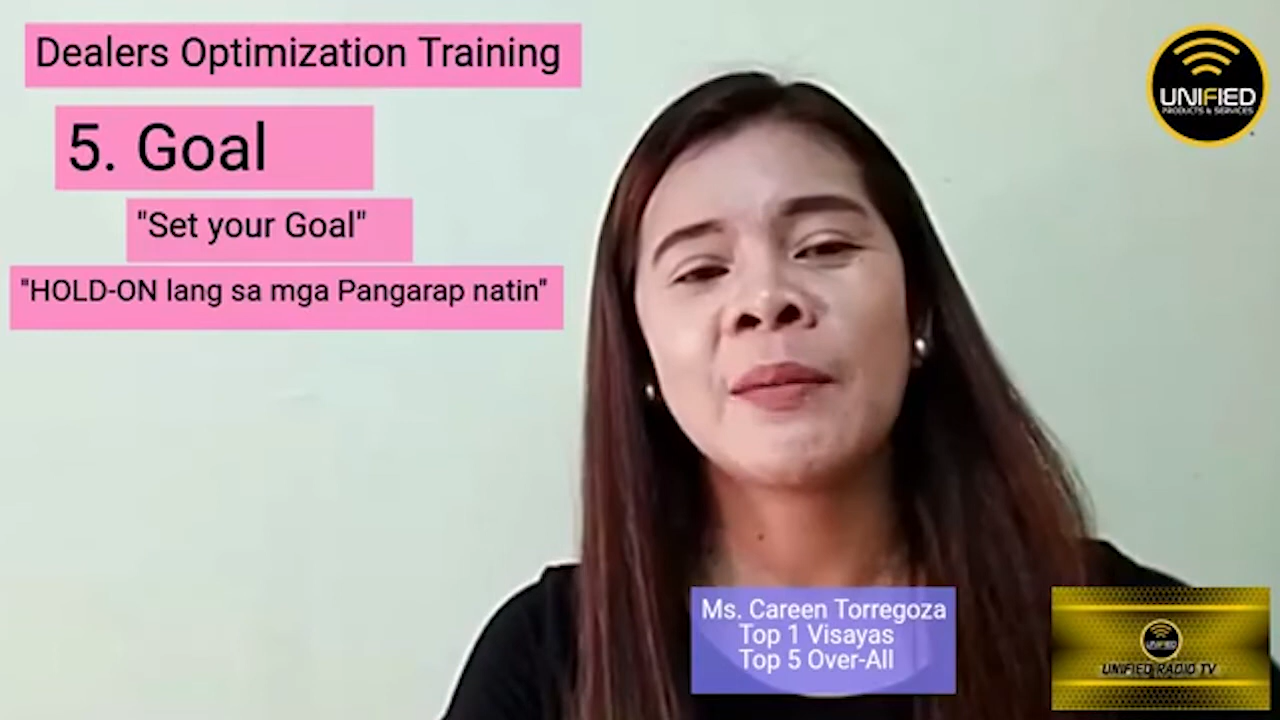 Dealers Optimization Training
5. Goal
"Set your Goal"
"HOLD-ON lang sa mga Pangarap natin"
UNIFIED
PRODUCTS & SERVICES
Ms. Careen Torregoza
Top 1 Visayas
Top 5 Over-All
UNIFIED
UNIFIED RADIO TV